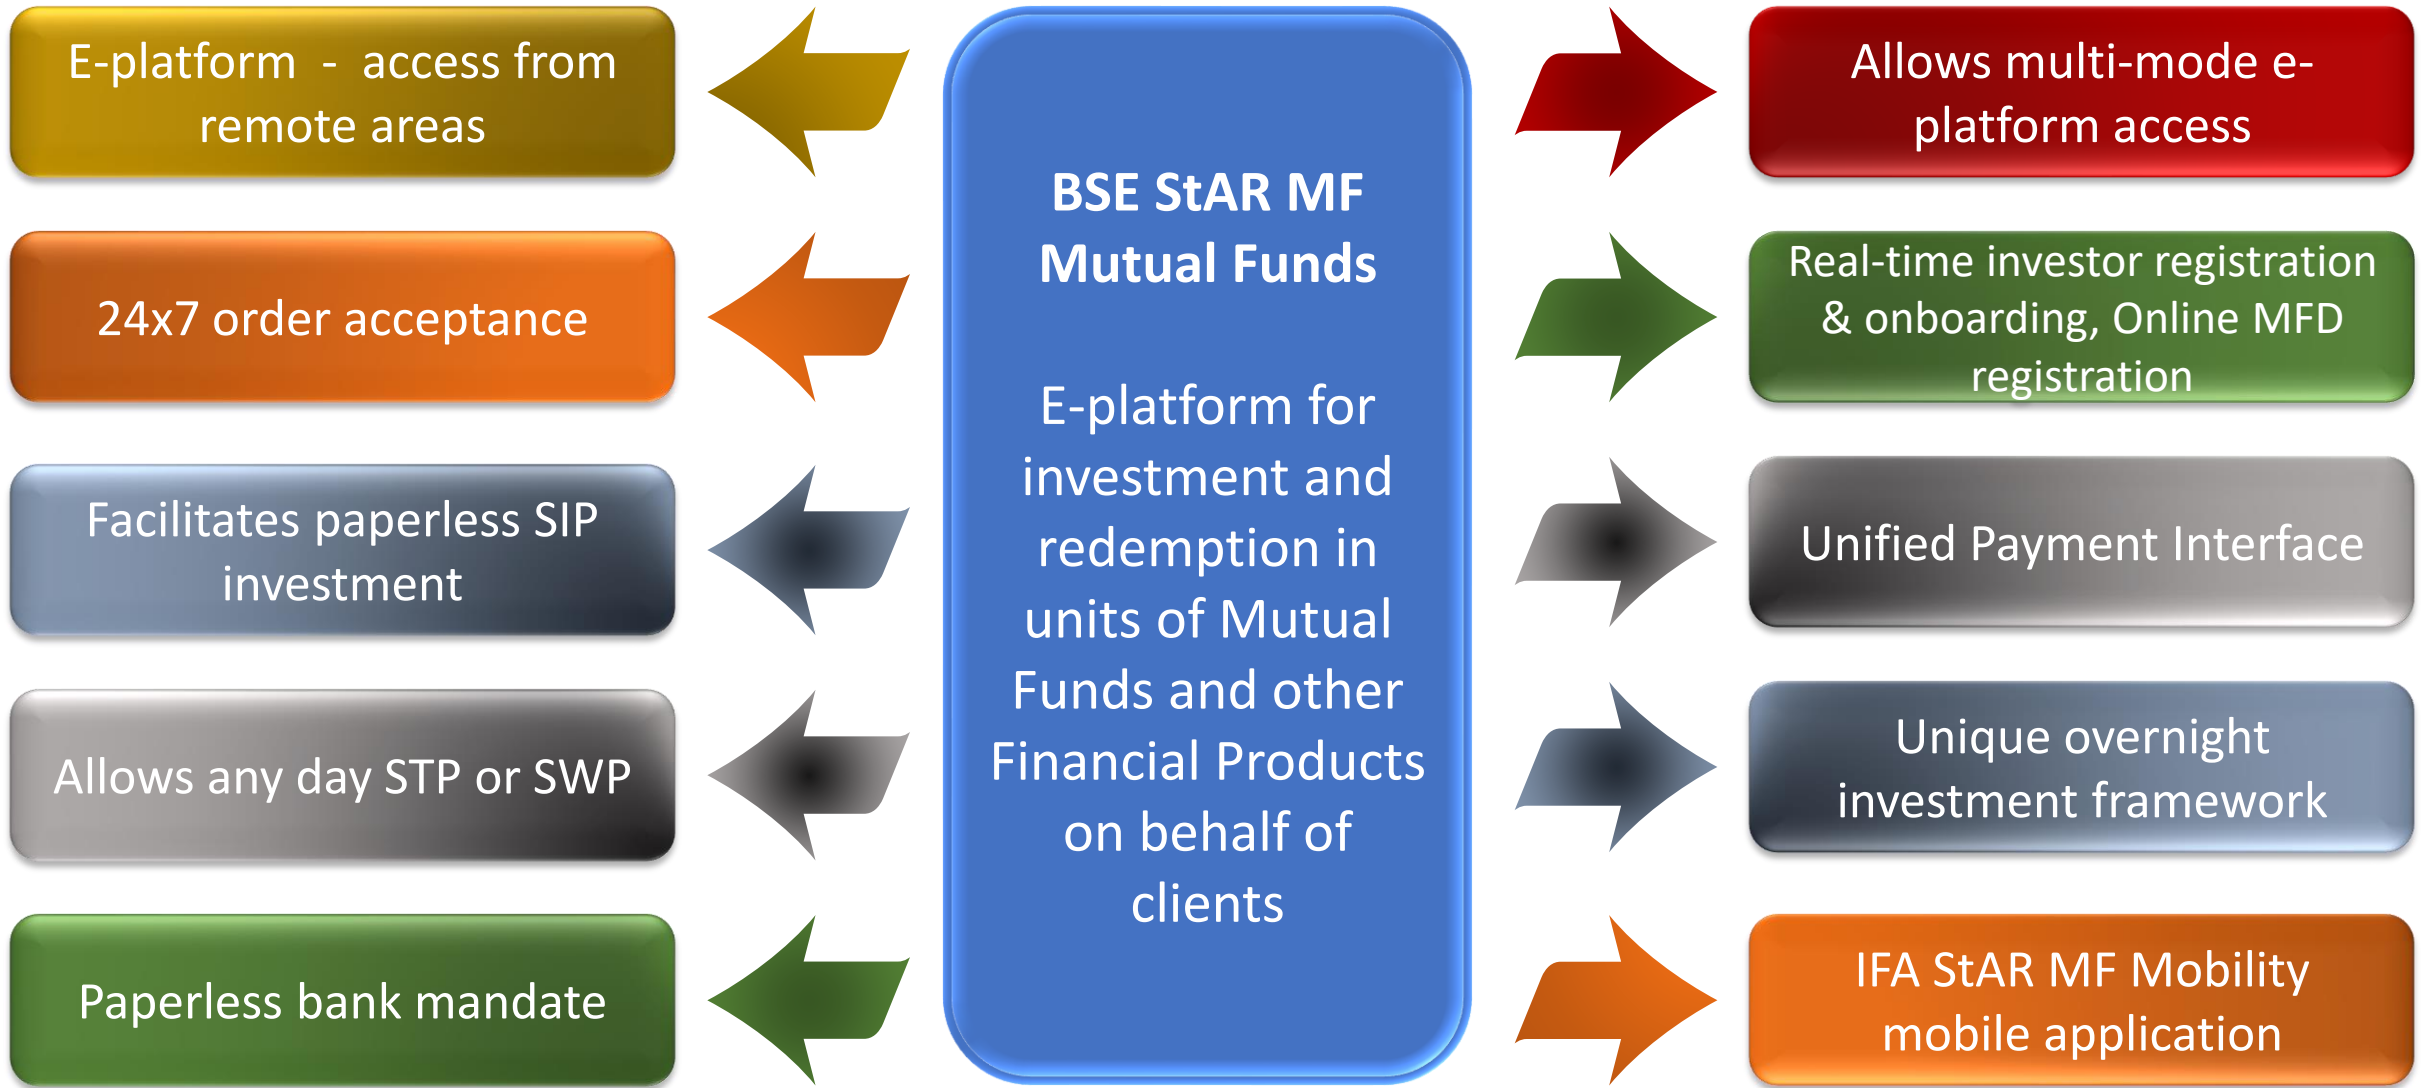 E-platform - access from
remote areas
24x7 order acceptance
Facilitates paperless SIP
investment
Allows any day STP or SWP
Paperless bank mandate
BSE StAR MF
Mutual Funds
E-platform for
investment and
redemption in
units of Mutual
Funds and other
Financial Products
on behalf of
clients
Allows multi-mode e-
platform access
Real-time investor registration
& onboarding, Online MFD
registration
Unified Payment Interface
Unique overnight
investment framework
IFA StAR MF Mobility
mobile application